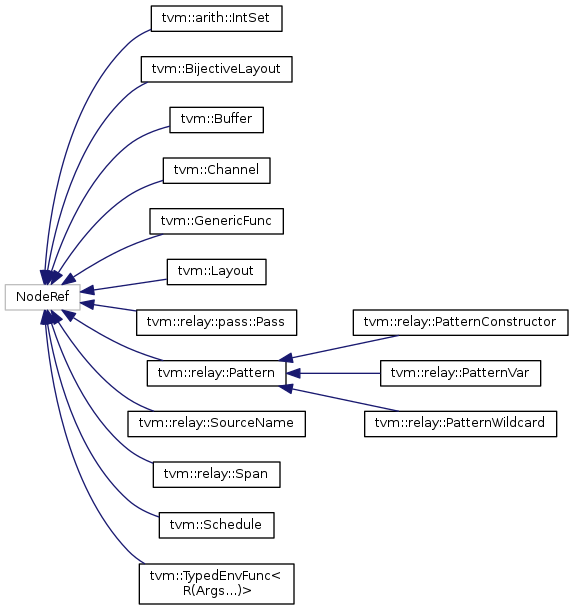 tvm::arith::IntSet
tvm::BijectiveLayout
tvm::Buffer
tvm::Channel
tvm::GenericFunc
tvm::Layout
NodeRef
tvm::relay::pass::Pass
tvm::relay::PatternConstructor
tvm::relay::Pattern
tvm::relay::PatternVar
tvm::relay::SourceName
tvm::relay::PatternWildcard
tvm::relay::Span
tvm::Schedule
tvm::TypedEnvFunc<
R(Args...)>